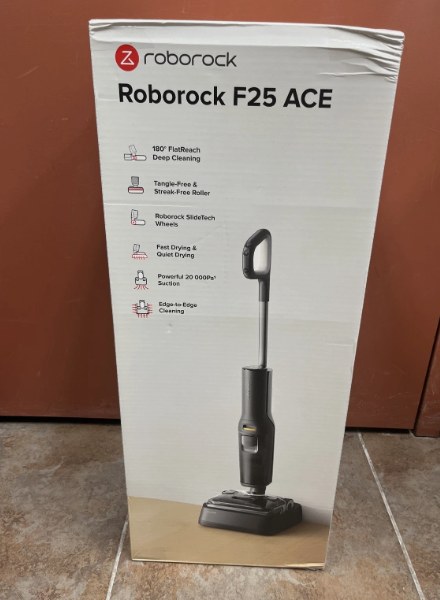 roborock
Roborock F25 ACE
180° FlatReach
Deep Cleaning
Tangle-Free &
Streak-Free Roller
Roborock SlideTech
Wheels
Fast Drying &
Quiet Drying
Powerful 20 000Pa*
Suction
Edge-to-Edge
Cleaning